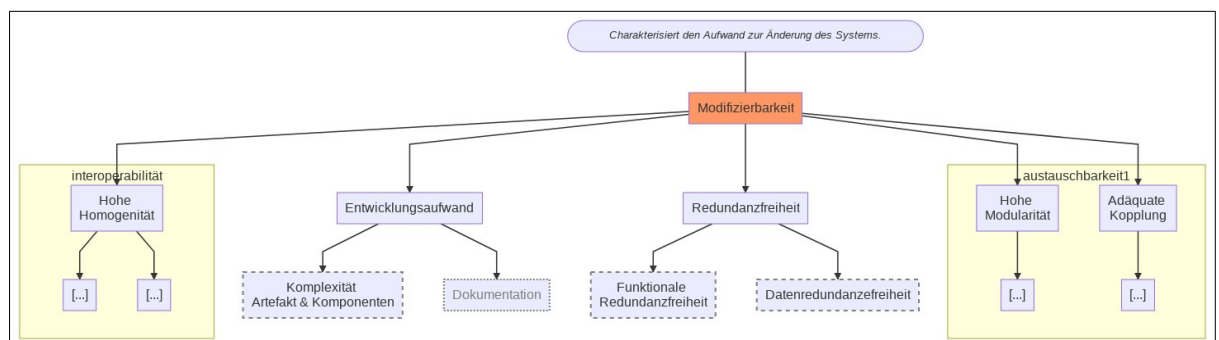 Charakterisiert den Aufwand zur Änderung des Systems.
Modifizierbarkeit
interoperabilität
austauschbarkeit1
Hohe
Homogenität
Entwicklungsaufwand
Redundanzfreiheit
Hohe
Modularität
Adäquate
Kopplung
[...]
[...]
Komplexität
Artefakt & Komponenten
Dokumentation
Funktionale
Redundanzfreiheit
Datenredundanzefreiheit
[...]
[...]